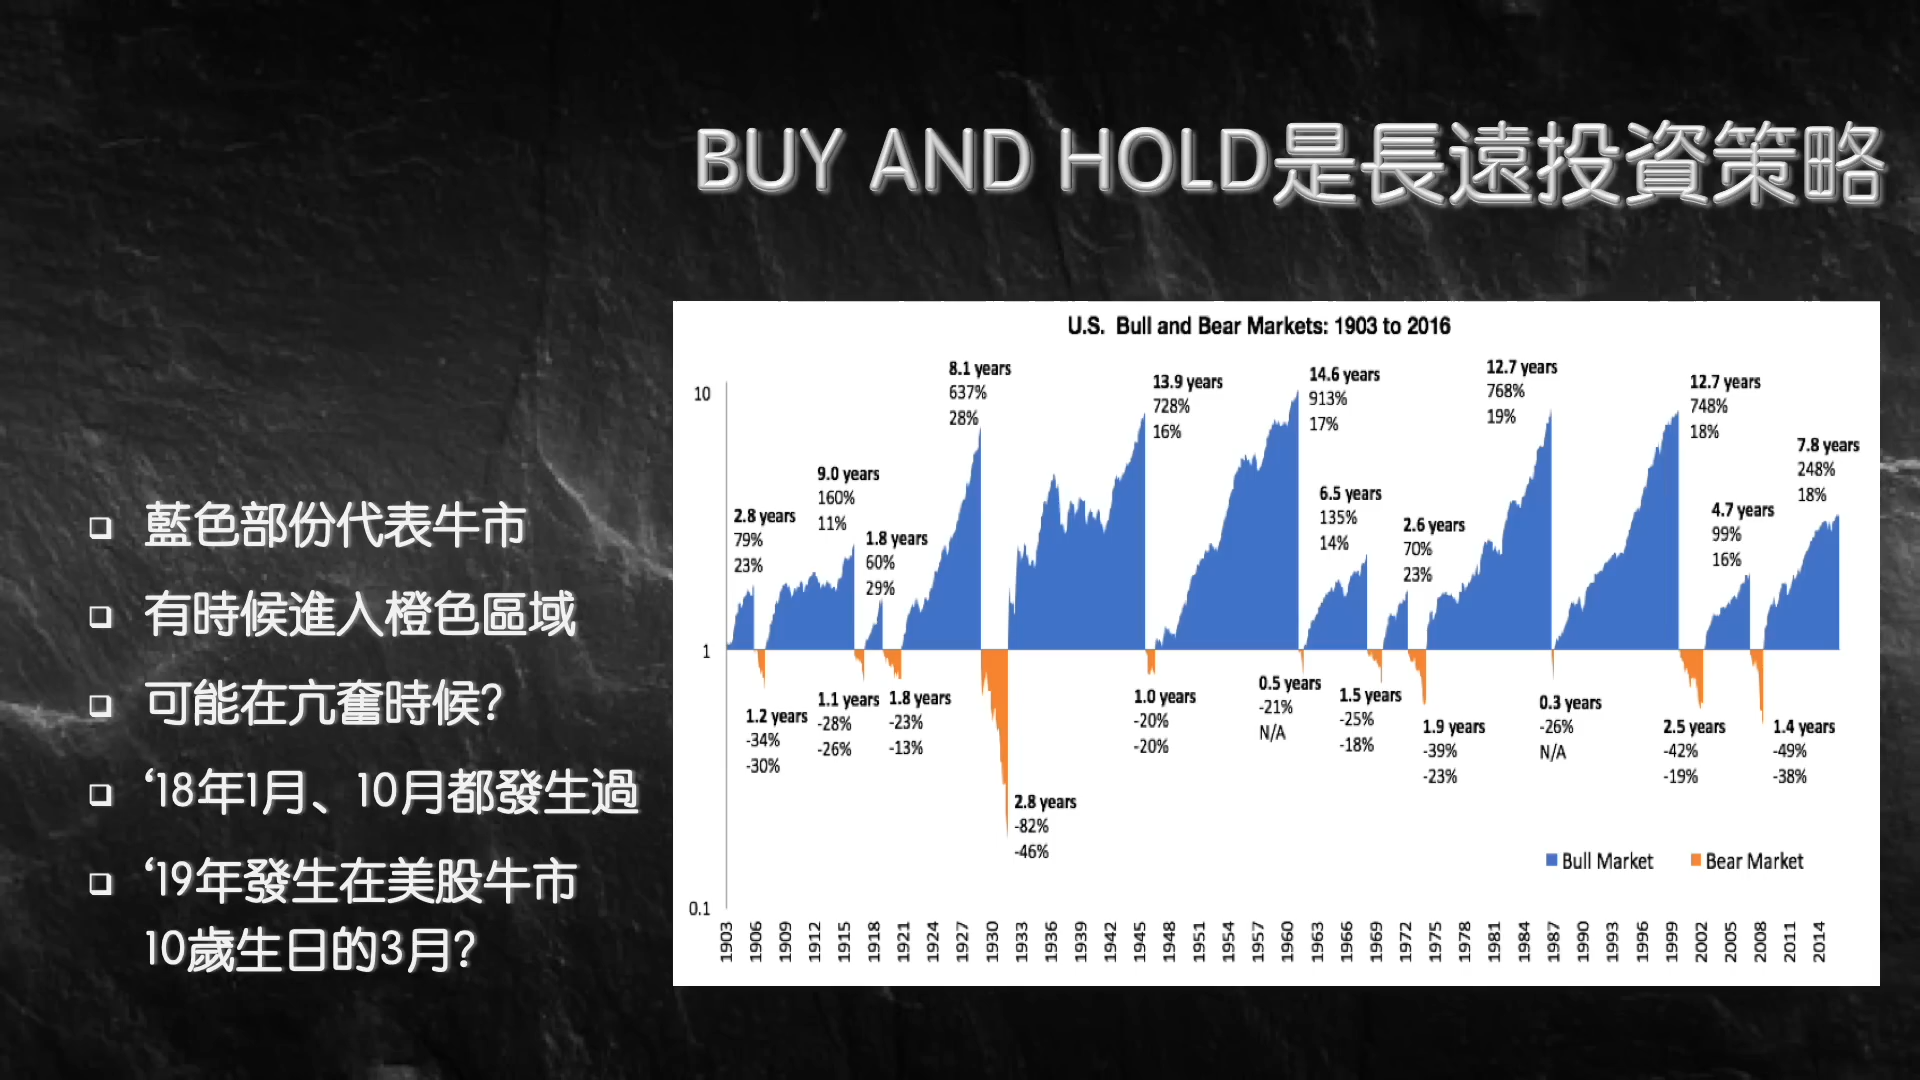 BUY AND HOLD是長遠投資策略
藍色部份代表牛市
有時候進入橙色區域
可能在亢奮時候?
‘18年1月、10月都發生過
‘19年發生在美股牛市
10歲生日的3月?
U.S. Bull and Bear Markets: 1903 to 2016
10
1
0.1
2.8 years
79%
23%
9.0 years
160%
11%
1.8 years
60%
29%
8.1 years
637%
28%
13.9 years
728%
16%
14.6 years
913%
17%
6.5 years
135%
14%
2.6 years
70%
23%
12.7 years
768%
19%
12.7 years
748%
18%
4.7 years
99%
16%
7.8 years
248%
18%
1.2 years
-34%
-30%
1.1 years
-28%
-26%
1.8 years
-23%
-13%
2.8 years
-82%
-46%
1.0 years
-20%
-20%
0.5 years
-21%
N/A
1.5 years
-25%
-18%
1.9 years
-39%
-23%
0.3 years
-26%
N/A
2.5 years
-42%
-19%
1.4 years
-49%
-38%
Bull Market
Bear Market
1903
1906
1909
1912
1915
1918
1921
1924
1927
1930
1933
1936
1939
1942
1945
1948
1951
1954
1957
1960
1963
1966
1969
1972
1975
1978
1981
1984
1987
1990
1993
1996
1999
2002
2005
2008
2011
2014